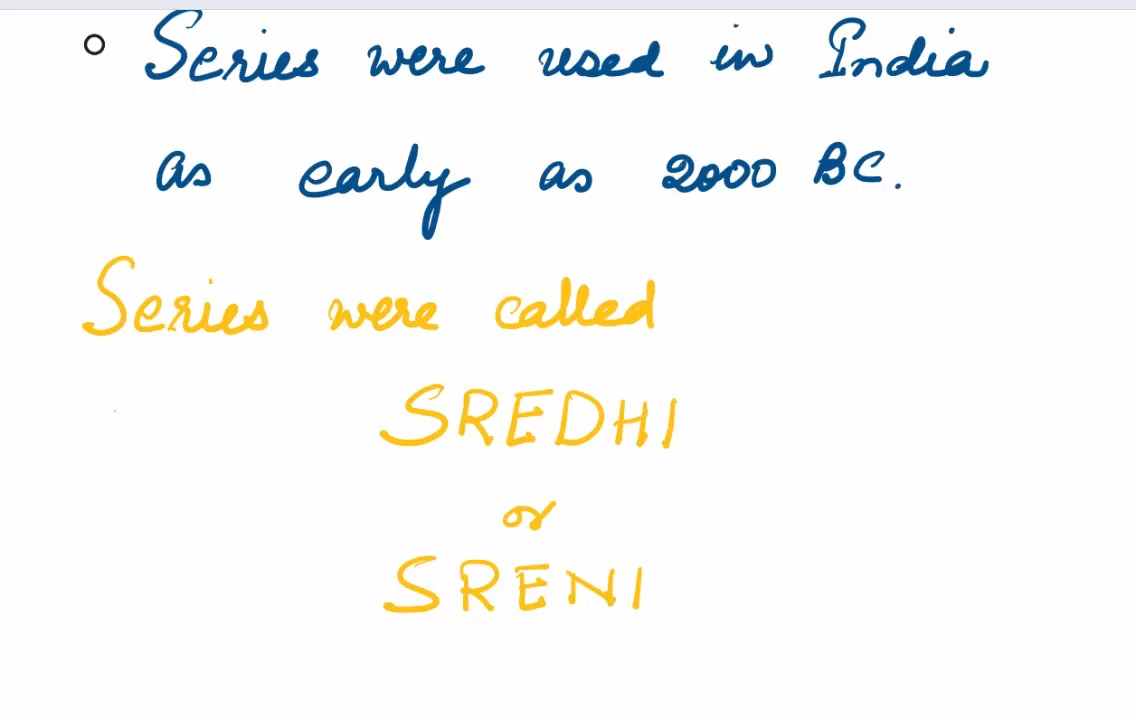 Series were used in India
as early as 2000 BC.
Series were called
SREDHI
or
SRENI